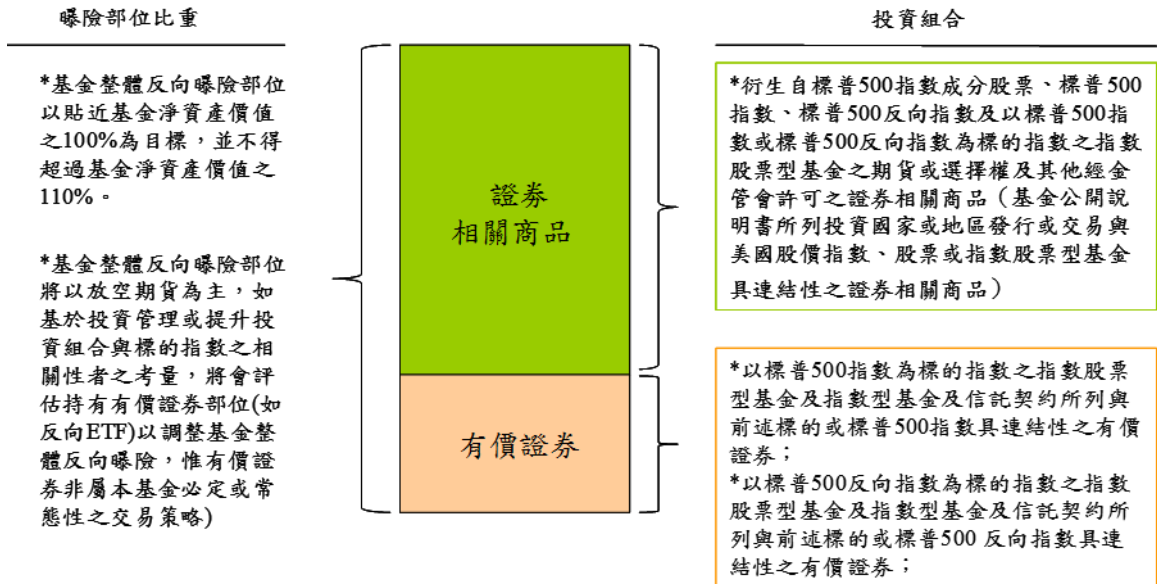 曝險部位比重
*基金整體反向曝險部位
以貼近基金淨資產價值
之100%為目標，並不得
超過基金淨資產價值之
110%。
*基金整體反向曝險部位
將以放空期貨為主，如
基於投資管理或提升投
資組合與標的指數之相
關性者之考量，將會評
估持有有價證券部位(如
反向ETF)以調整基金整
體反向曝險，惟有價證
券非屬本基金必定或常
態性之交易策略)
證券
相關商品
有價證券
投資組合
*衍生自標普500指數成分股票、標普500
指數、標普500反向指數及以標普500指
數或標普500反向指數為標的指數之指數
股票型基金之期貨或選擇權及其他經金
管會許可之證券相關商品（基金公開說
明書所列投資國家或地區發行或交易與
美國股價指數、股票或指數股票型基金
具連結性之證券相關商品）
*以標普500指數為標的指數之指數股票
型基金及指數型基金及信託契約所列與
前述標的或標普500指數具連結性之有價
證券；
*以標普500反向指數為標的指數之指數
股票型基金及指數型基金及信託契約所
列與前述標的或標普500 反向指數具連
結性之有價證券；